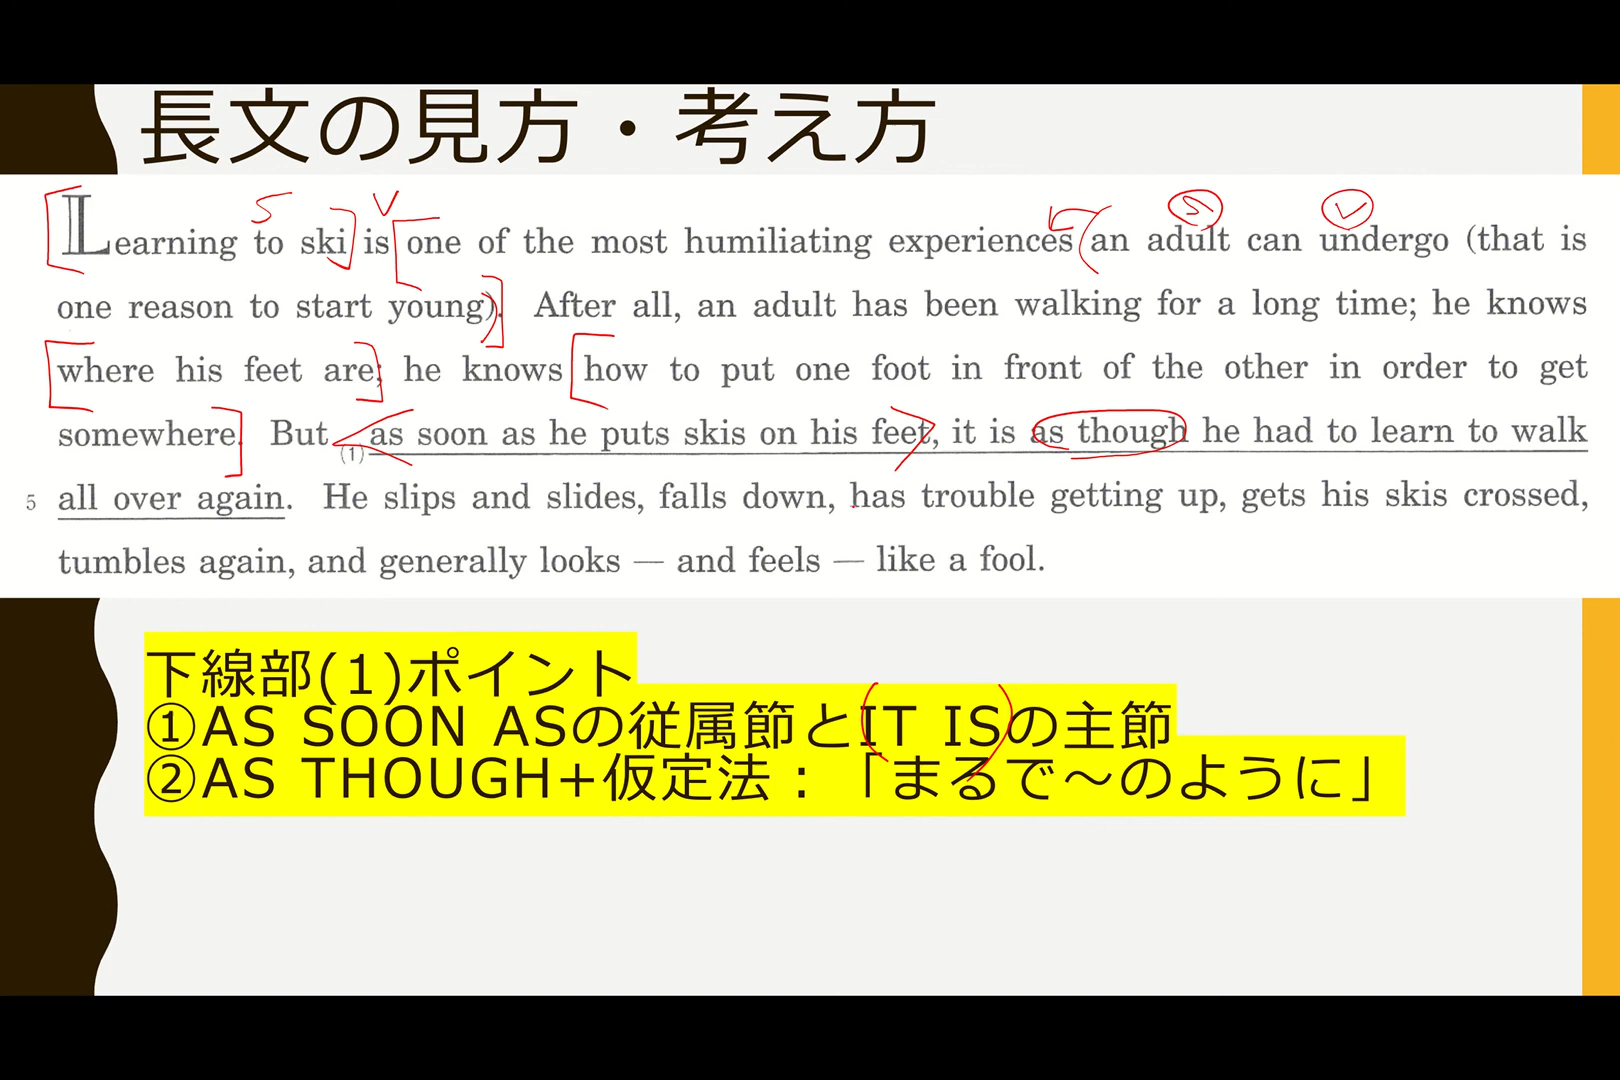 長文の見方・考え方
S V S V
Learning to ski is one of the most humiliating experiences an adult can undergo (that is
one reason to start young). After all, an adult has been walking for a long time; he knows
where his feet are; he knows how to put one foot in front of the other in order to get
somewhere. But as soon as he puts skis on his feet, it is as though he had to learn to walk
(1)
5 all over again. He slips and slides, falls down, has trouble getting up, gets his skis crossed,
tumbles again, and generally looks — and feels — like a fool.
下線部(1)ポイント
①AS SOON ASの従属節とIT ISの主節
②AS THOUGH+仮定法：「まるで～のように」